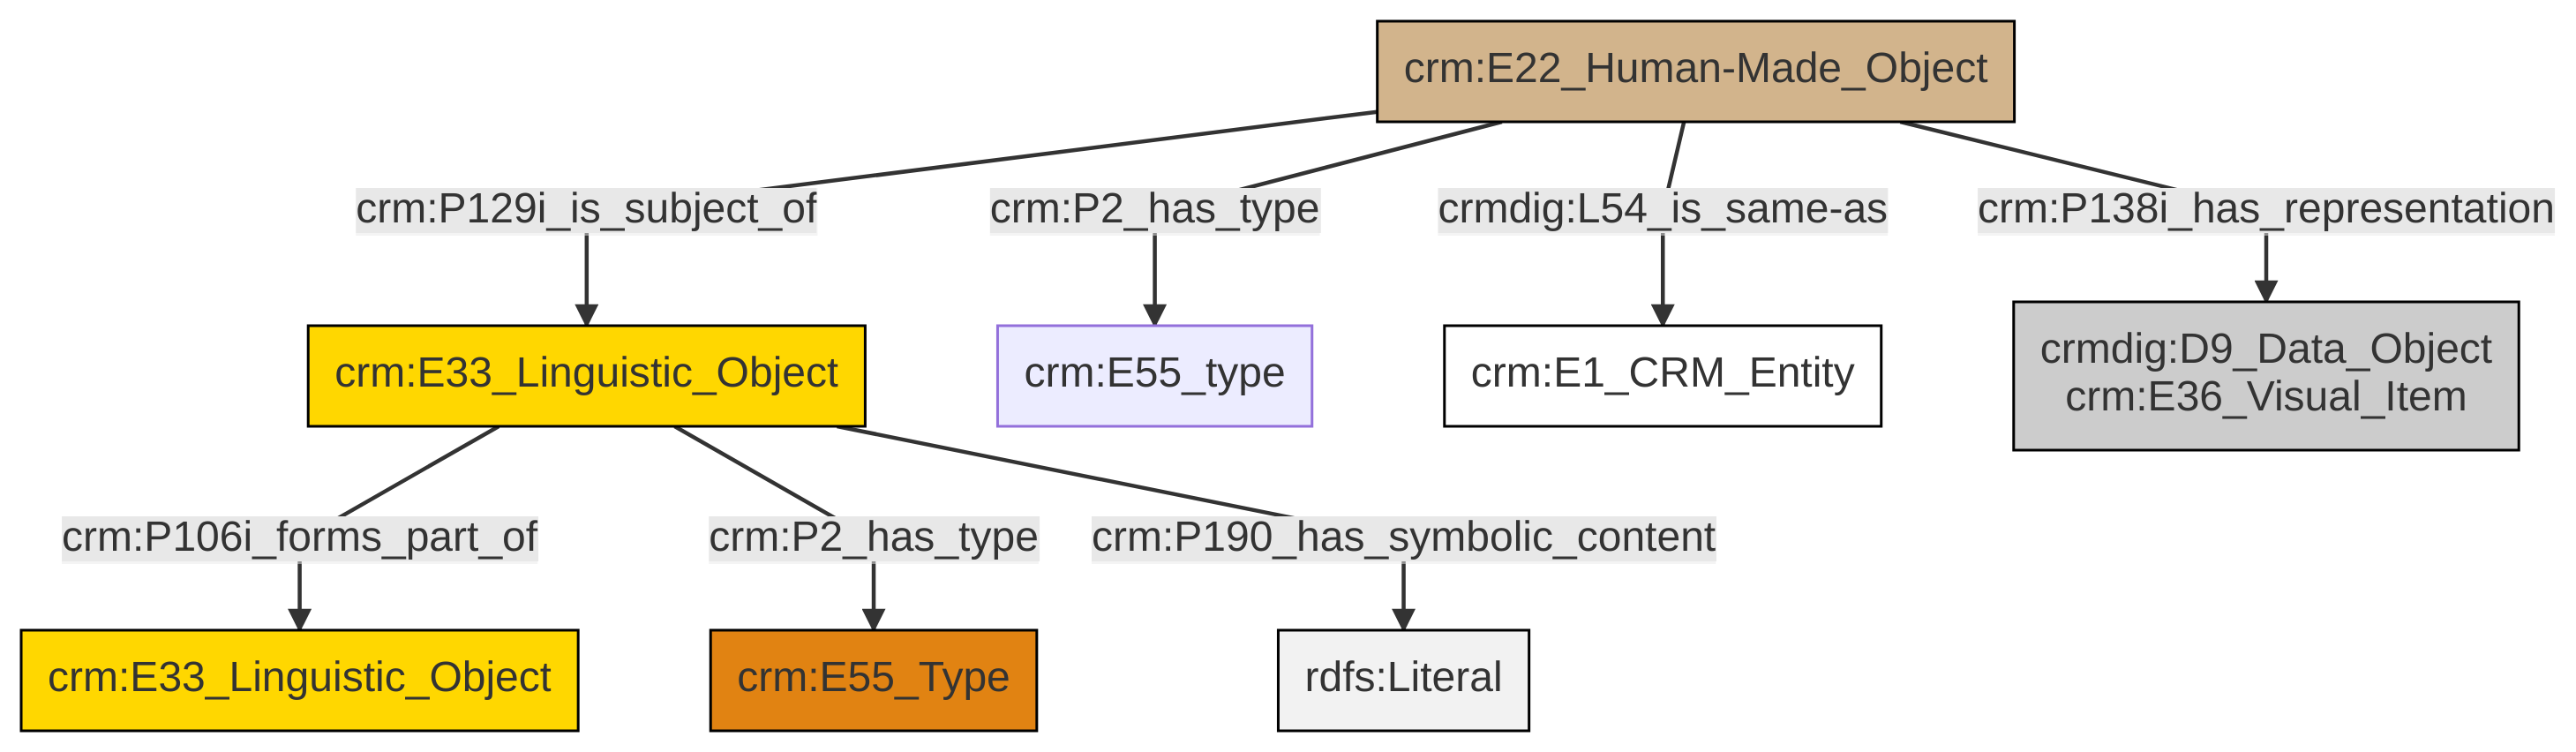 crm:E22_Human-Made_Object
crm:P129i_is_subject_of
crm:P2_has_type
crmdig:L54_is_same-as
crm:P138i_has_representation
crm:E33_Linguistic_Object
crm:E55_type
crm:E1_CRM_Entity
crmdig:D9_Data_Object
crm:E36_Visual_Item
crm:P106i_forms_part_of
crm:P2_has_type
crm:P190_has_symbolic_content
crm:E33_Linguistic_Object
crm:E55_Type
rdfs:Literal